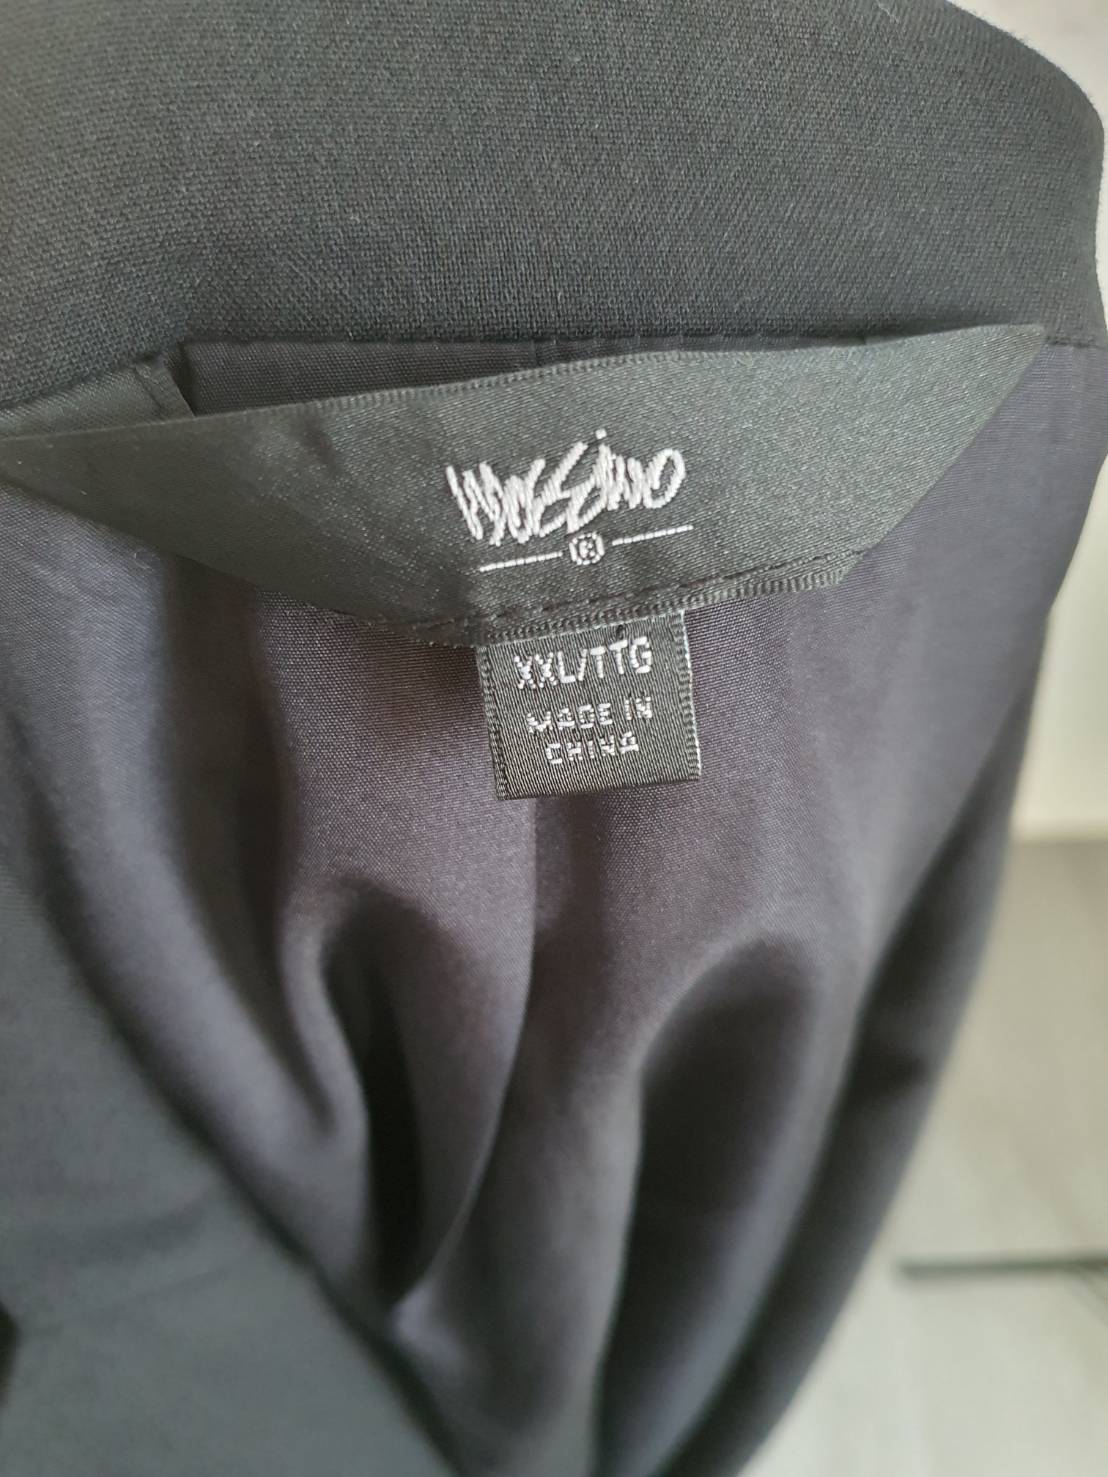 mossimo
®
XXL/TTG
MADE IN
CHINA